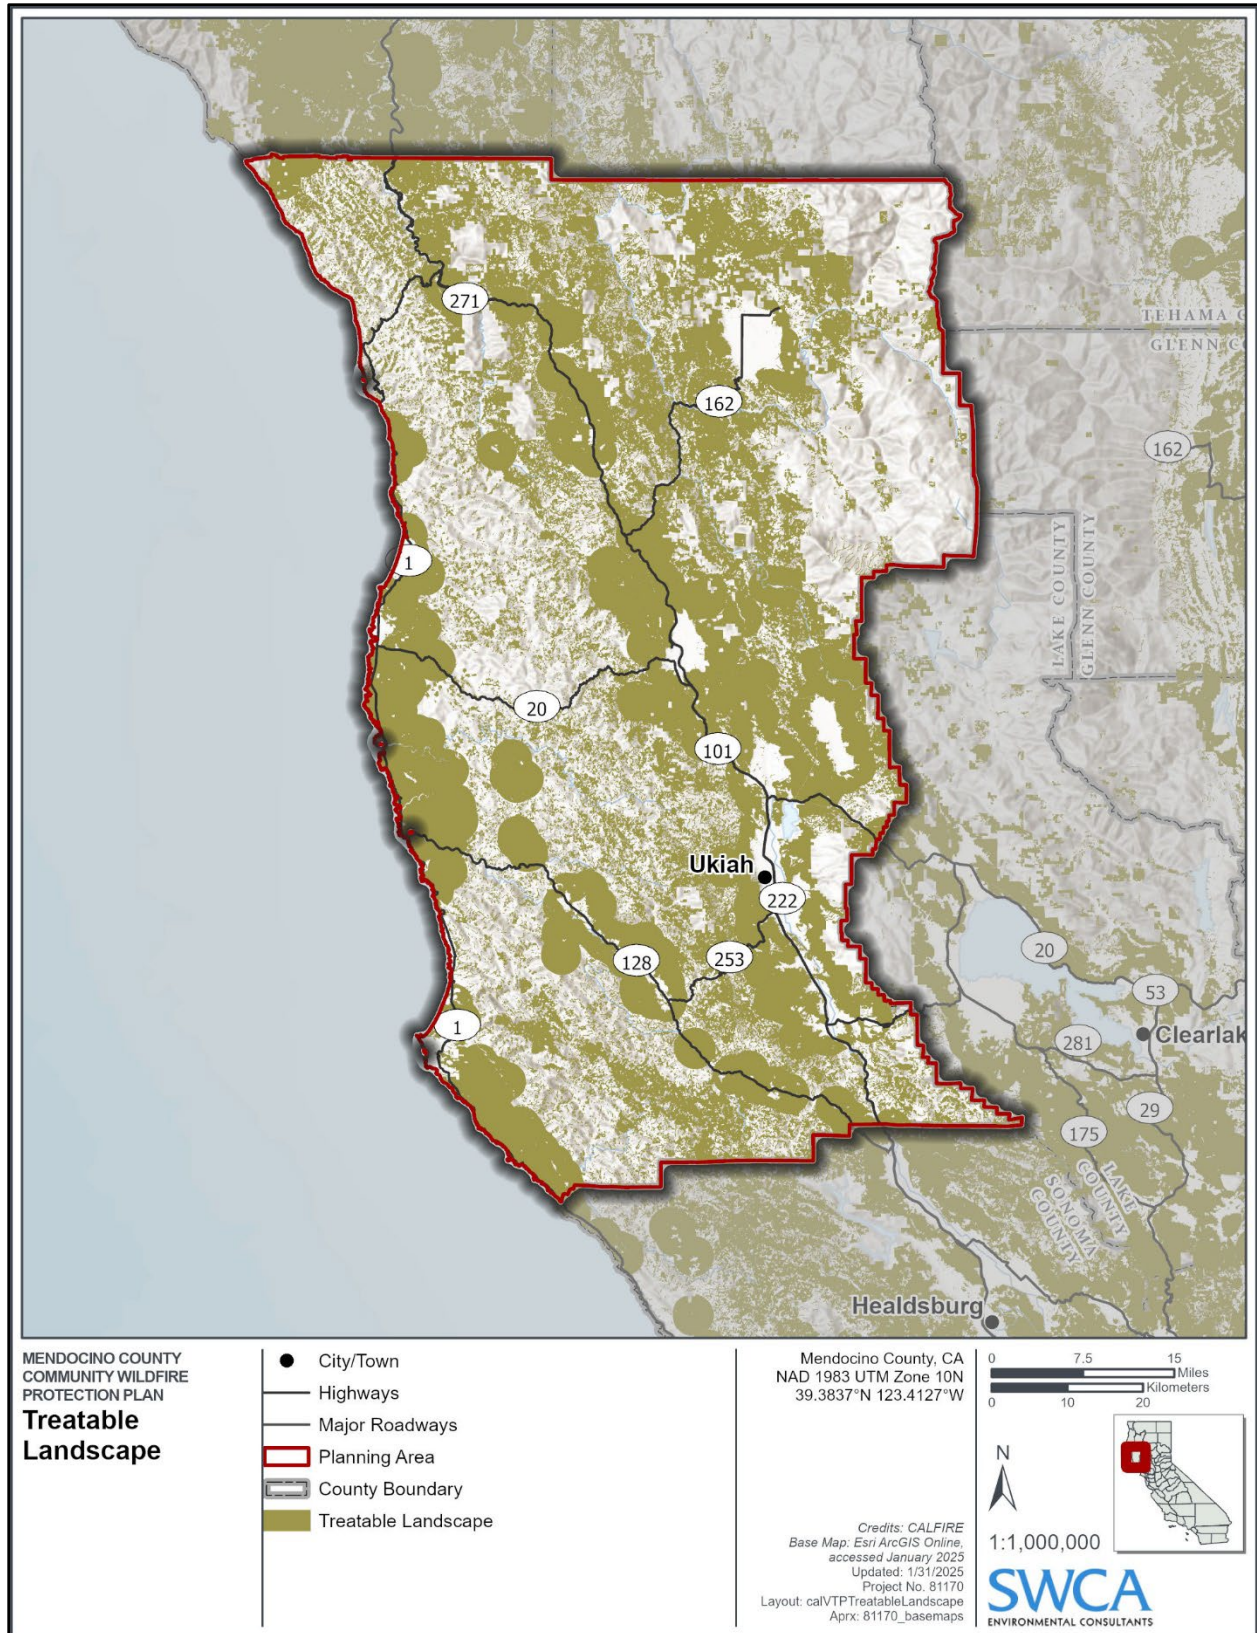 TEHAMA C
GLENN CO
271
162
162
1
LAKE COUNTY
GLENN COUNTY
20
101
Ukiah
222
128
253
20
53
1
281
Clearlak
29
175
LAKE
COUNTY
SONOMA
COUNTY
Healdsburg
MENDOCINO COUNTY
COMMUNITY WILDFIRE
PROTECTION PLAN
Treatable
Landscape
City/Town
Highways
Major Roadways
Planning Area
County Boundary
Treatable Landscape
Mendocino County, CA
NAD 1983 UTM Zone 10N
39.3837°N 123.4127°W
Credits: CALFIRE
Base Map: Esri ArcGIS Online,
accessed January 2025
Updated: 1/31/2025
Project No. 81170
Layout: calVTPTreatableLandscape
Aprx: 81170_basemaps
0 7.5 15
Miles
Kilometers
0 10 20
N
1:1,000,000
SWCA
ENVIRONMENTAL CONSULTANTS